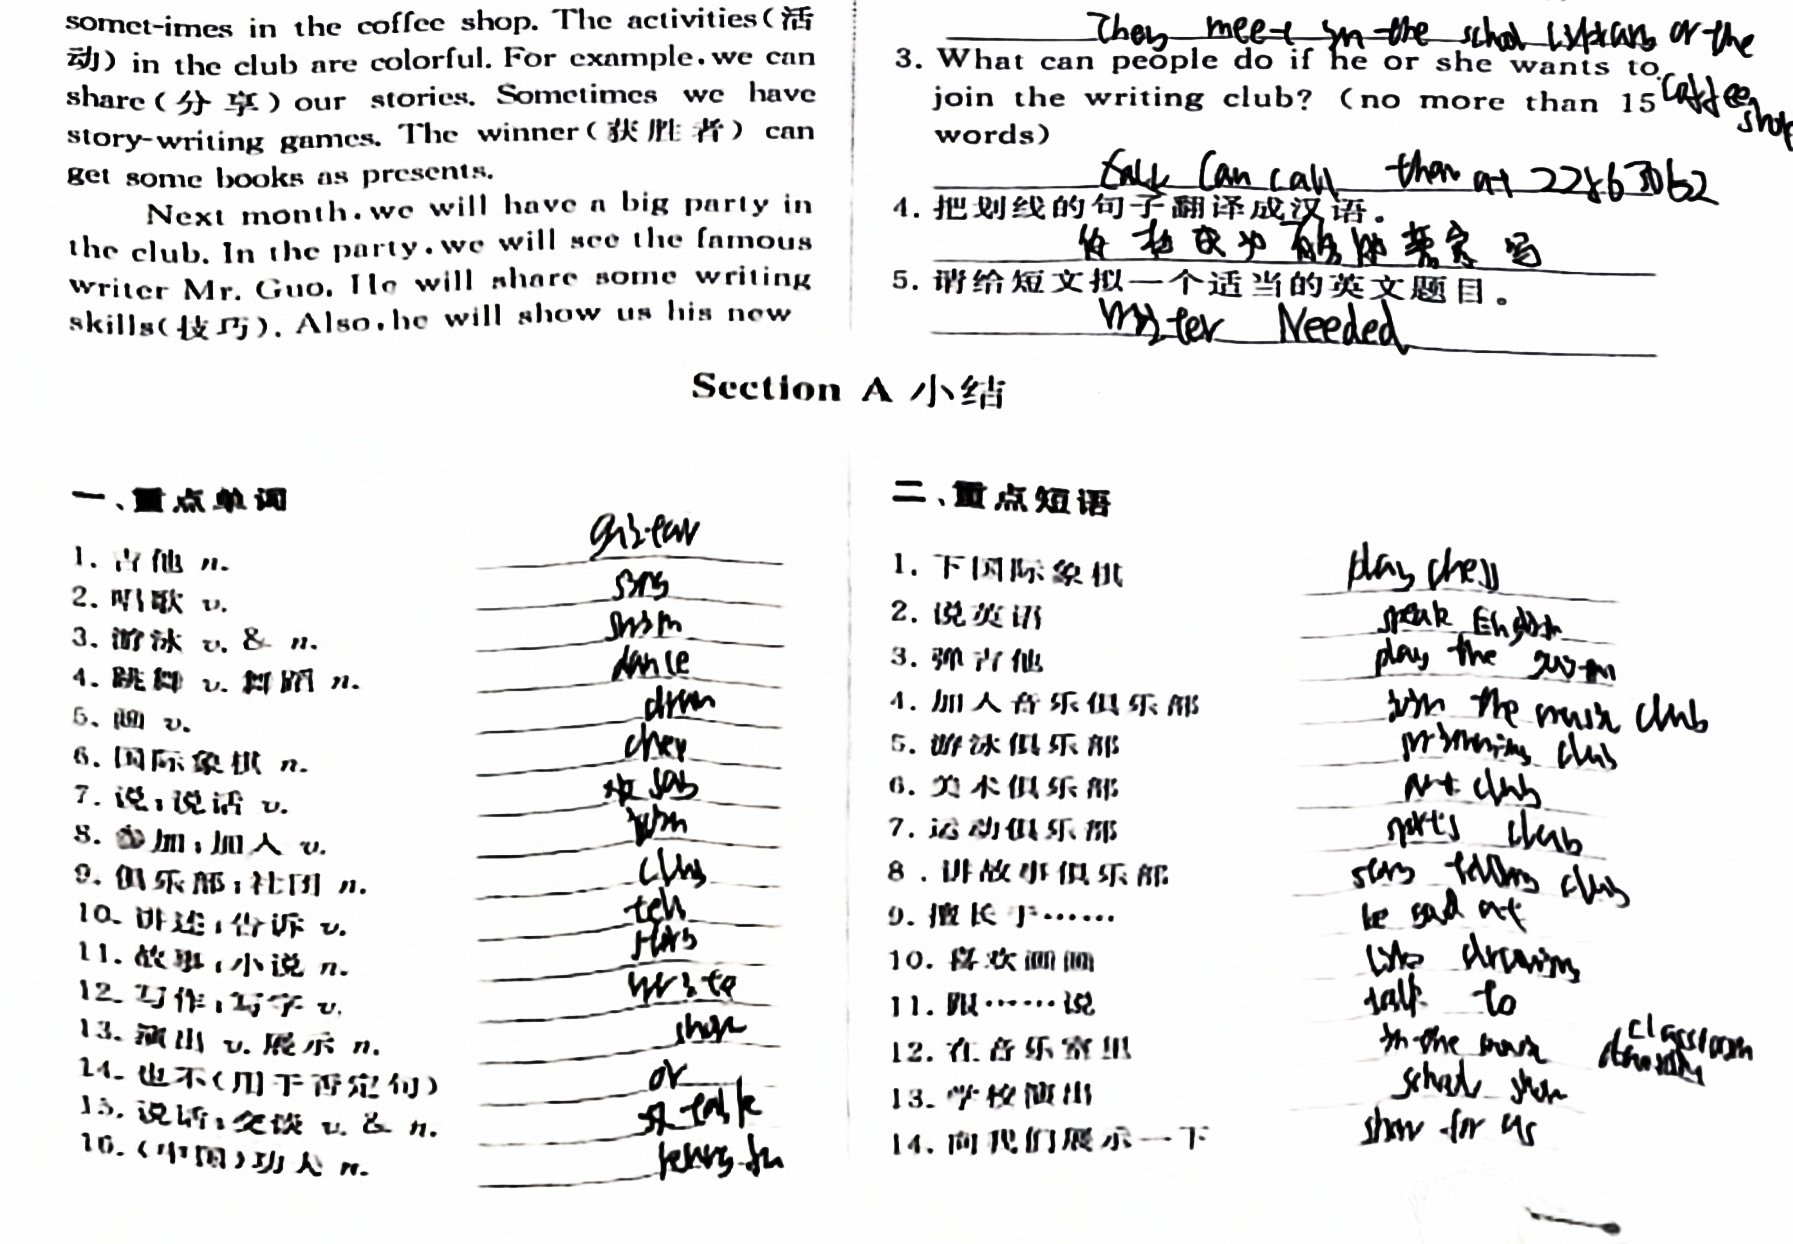 somet-imes in the coffee shop. The activities(活
动) in the club are colorful. For example, we can
share(分享) our stories. Sometimes we have
story-writing games. The winner(获胜者) can
get some books as presents.
Next month, we will have a big party in
the club. In the party, we will see the famous
writer Mr. Guo. He will share some writing
skills(技巧). Also, he will show us his new
They meet in the school library or the
coffee
shop
3. What can people do if he or she wants to
join the writing club? (no more than 15
words)
Can call them at 22863062
4. 把划线的句子翻译成汉语。
5. 请给短文拟一个适当的英文题目。
Writer Needed
Section A 小结
一、重点单词
1. 吉他 n. guitar
2. 唱歌 v. sing
3. 游泳 v. & n. swim
4. 跳舞 v. 舞蹈 n. dance
5. 画 v. draw
6. 国际象棋 n. chess
7. 说;说话 v. say
8. 参加;加入 v. join
9. 俱乐部;社团 n. club
10. 讲述;告诉 v. tell
11. 故事;小说 n. story
12. 写作;写字 v. write
13. 演出 v. 展示 n. show
14. 也不(用于否定句) or
15. 说话;交谈 v. & n. talk
16. (中国)功夫 n. kung fu
二、重点短语
1. 下国际象棋 play chess
2. 说英语 speak English
3. 弹吉他 play the guitar
4. 加入音乐俱乐部 join the music club
5. 游泳俱乐部 swimming club
6. 美术俱乐部 art club
7. 运动俱乐部 sports club
8. 讲故事俱乐部 story telling club
9. 擅长于…… be good at
10. 喜欢画画 like drawing
11. 跟……说 talk to
12. 在音乐室里 in the music classroom
13. 学校演出 school show
14. 向我们展示一下 show for us